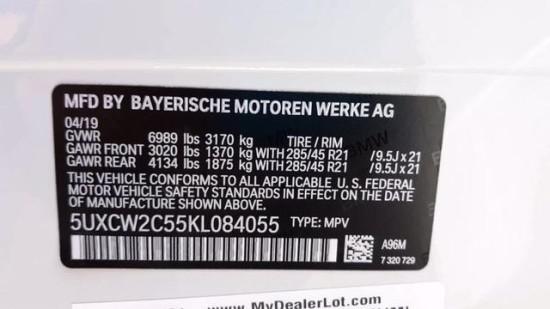 MFD BY BAYERISCHE MOTOREN WERKE AG
04/19
GVWR 6989 lbs 3170 kg TIRE / RIM
GAWR FRONT 3020 lbs 1370 kg WITH 285/45 R21 /9.5J x 21
GAWR REAR 4134 lbs 1875 kg WITH 285/45 R21 /9.5J x 21
THIS VEHICLE CONFORMS TO ALL APPLICABLE U. S. FEDERAL
MOTOR VEHICLE SAFETY STANDARDS IN EFFECT ON THE DATE
OF MANUFACTURE SHOWN ABOVE.
5UXCW2C55KL084055 TYPE: MPV
A96M
7 320 729
MyDealerLot.com